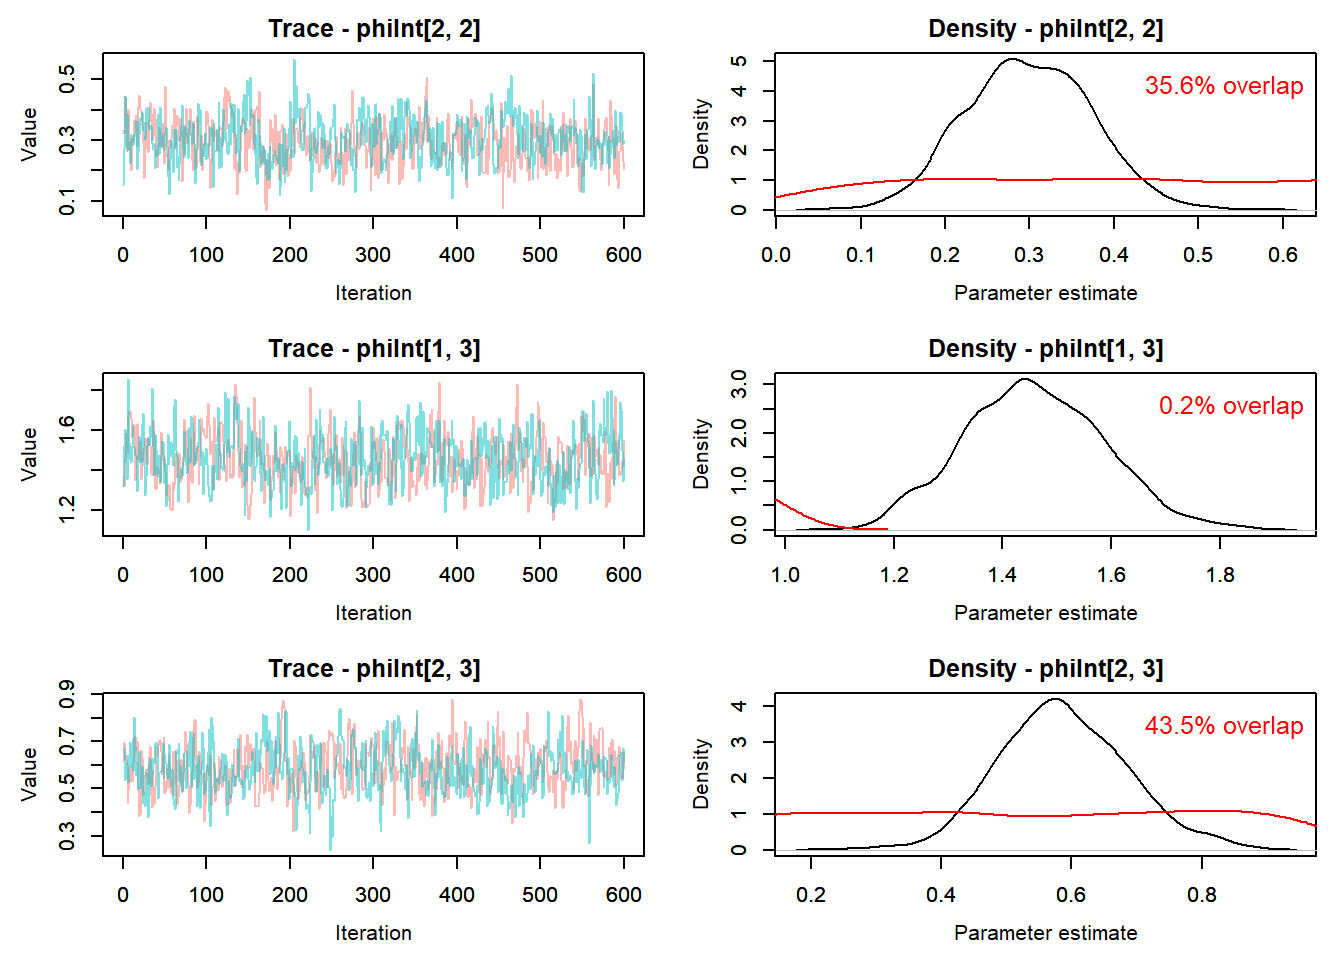 Trace - phiInt[2, 2]
Value
0.1 0.3 0.5
0 100 200 300 400 500 600
Iteration
Density - phiInt[2, 2]
Density
0 1 2 3 4 5
35.6% overlap
0.0 0.1 0.2 0.3 0.4 0.5 0.6
Parameter estimate
Trace - phiInt[1, 3]
Value
1.2 1.6
0 100 200 300 400 500 600
Iteration
Density - phiInt[1, 3]
Density
0.0 1.0 2.0 3.0
0.2% overlap
1.0 1.2 1.4 1.6 1.8
Parameter estimate
Trace - phiInt[2, 3]
Value
0.3 0.5 0.7 0.9
0 100 200 300 400 500 600
Iteration
Density - phiInt[2, 3]
Density
0 1 2 3 4
43.5% overlap
0.2 0.4 0.6 0.8
Parameter estimate